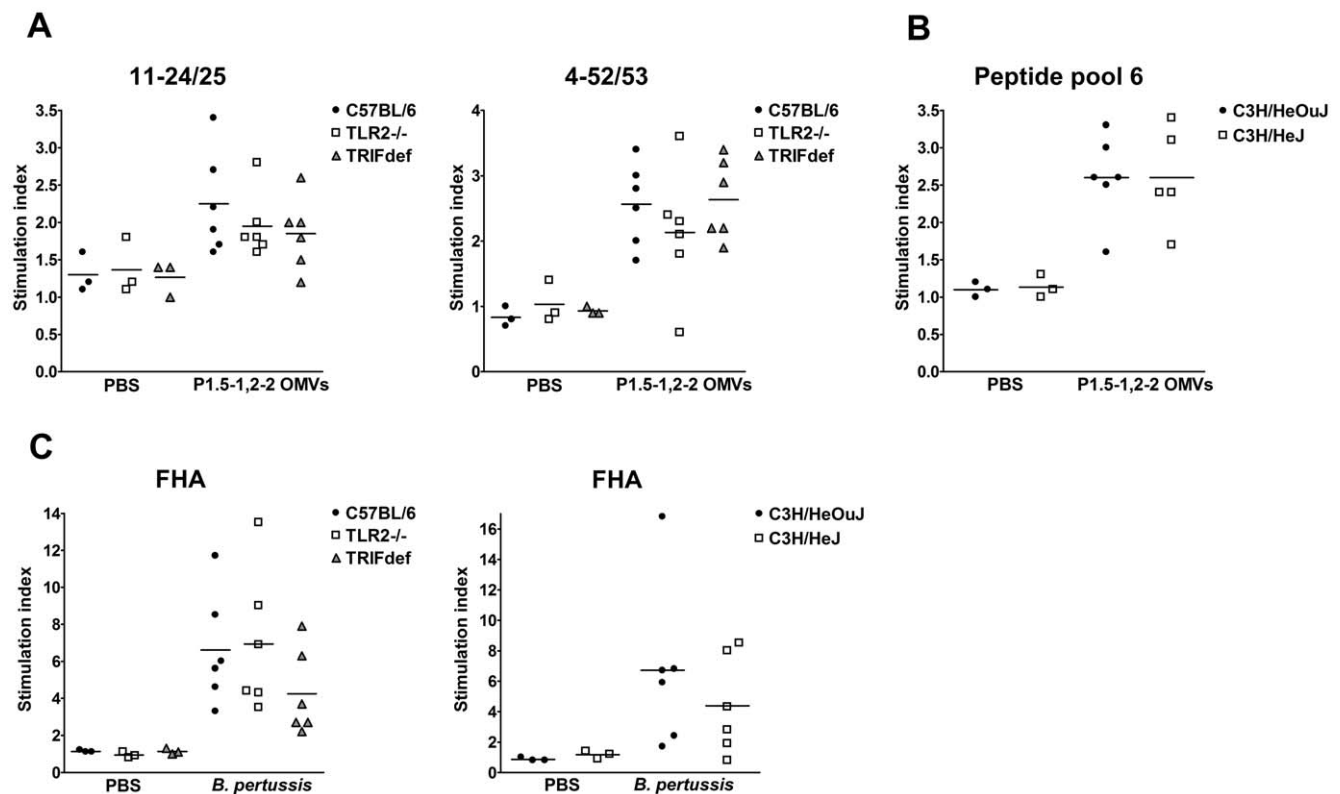 A
11-24/25
Stimulation index
3.5
3.0
2.5
2.0
1.5
1.0
0.5
0.0
PBS
P1.5-1,2-2 OMVs
C57BL/6
TLR2-/-
TRIFdef
4-52/53
Stimulation index
4
3
2
1
0
PBS
P1.5-1,2-2 OMVs
C57BL/6
TLR2-/-
TRIFdef
B
Peptide pool 6
Stimulation index
3.5
3.0
2.5
2.0
1.5
1.0
0.5
0.0
PBS
P1.5-1,2-2 OMVs
C3H/HeOuJ
C3H/HeJ
C
FHA
Stimulation index
14
12
10
8
6
4
2
0
PBS
B. pertussis
C57BL/6
TLR2-/-
TRIFdef
FHA
Stimulation index
16
14
12
10
8
6
4
2
0
PBS
B. pertussis
C3H/HeOuJ
C3H/HeJ